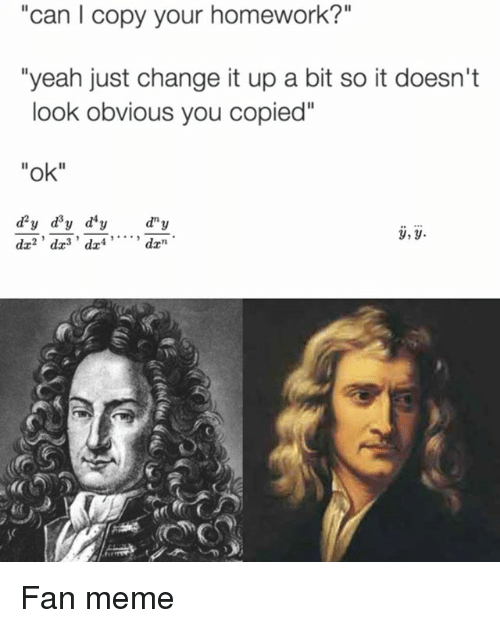 "can I copy your homework?"
"yeah just change it up a bit so it doesn't
look obvious you copied"
"ok"
d²y/dx², d³y/dx³, d⁴y/dx⁴, ..., dⁿy/dxⁿ.
ÿ, y⃛.
Fan meme